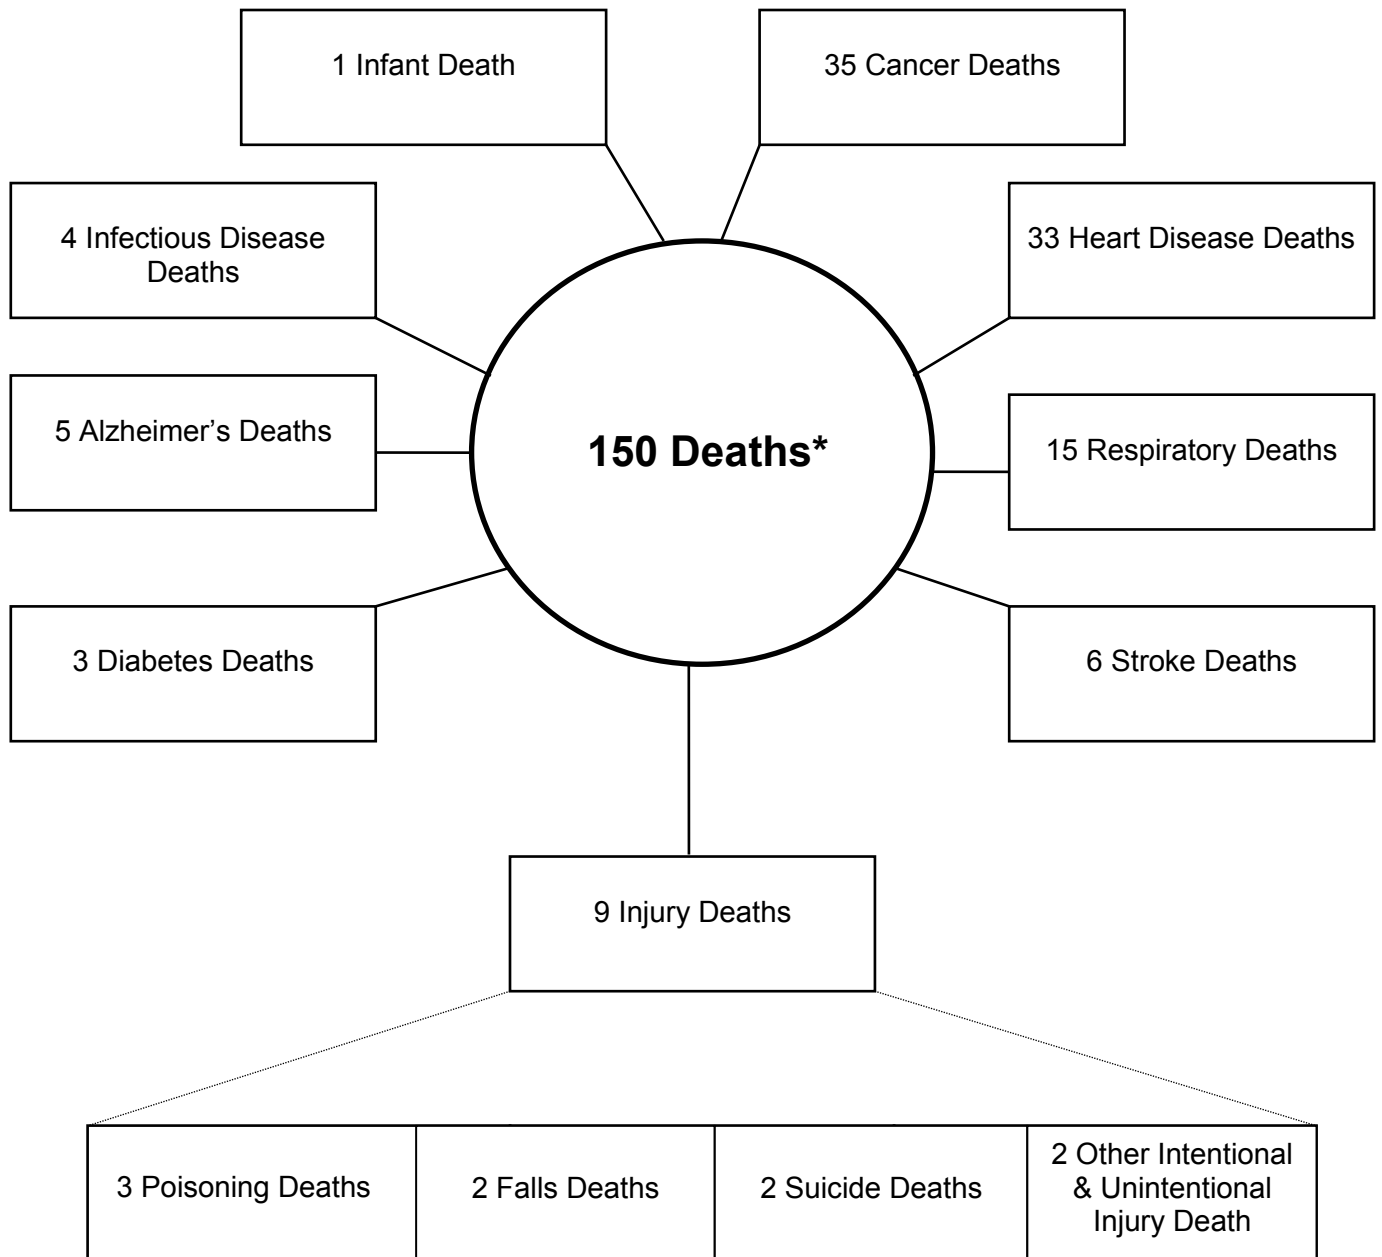 1 Infant Death
35 Cancer Deaths
4 Infectious Disease
Deaths
33 Heart Disease Deaths
5 Alzheimer’s Deaths
150 Deaths*
15 Respiratory Deaths
3 Diabetes Deaths
6 Stroke Deaths
9 Injury Deaths
3 Poisoning Deaths
2 Falls Deaths
2 Suicide Deaths
2 Other Intentional
& Unintentional
Injury Death